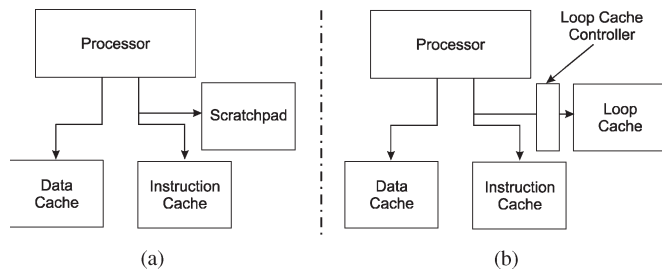 Processor
Scratchpad
Data
Cache
Instruction
Cache
(a)
Loop Cache
Controller
Processor
Loop
Cache
Data
Cache
Instruction
Cache
(b)